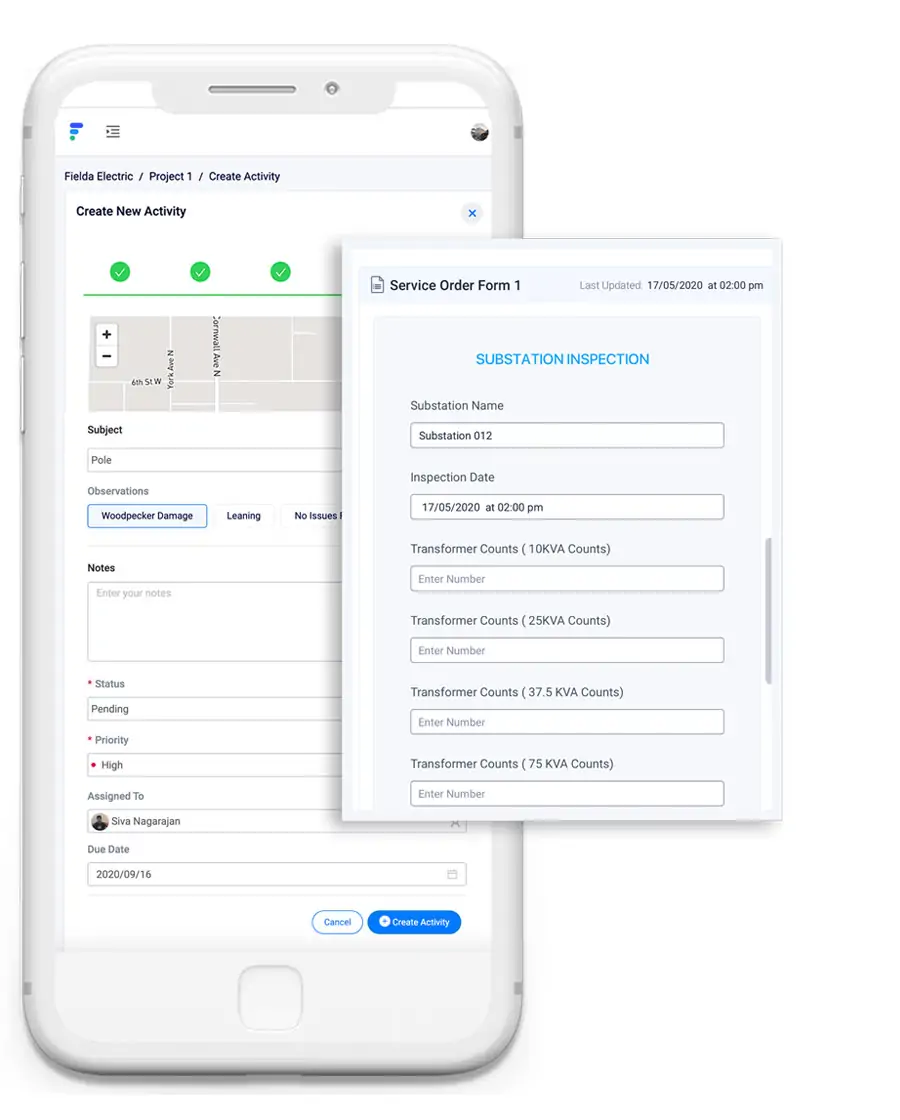 Fielda Electric / Project 1 / Create Activity
Create New Activity
+
−
6th St W
York Ave N
Cornwall Ave N
Subject
Pole
Observations
Woodpecker Damage
Leaning
No Issues
Notes
Enter your notes
* Status
Pending
* Priority
High
Assigned To
Siva Nagarajan
Due Date
2020/09/16
Cancel
Create Activity
Service Order Form 1
Last Updated: 17/05/2020 at 02:00 pm
SUBSTATION INSPECTION
Substation Name
Substation 012
Inspection Date
17/05/2020 at 02:00 pm
Transformer Counts ( 10KVA Counts)
Enter Number
Transformer Counts ( 25KVA Counts)
Enter Number
Transformer Counts ( 37.5 KVA Counts)
Enter Number
Transformer Counts ( 75 KVA Counts)
Enter Number